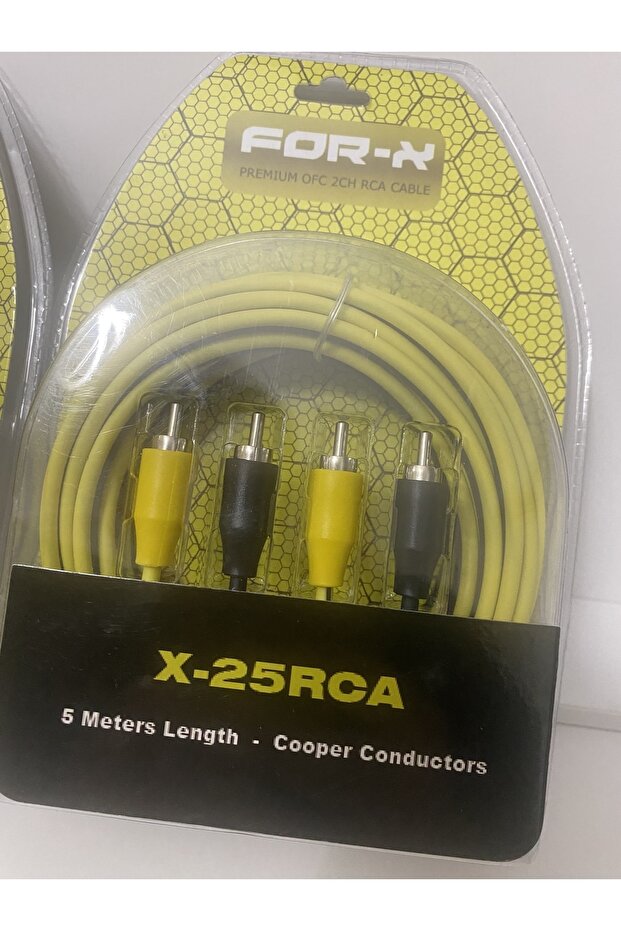 FOR-X
PREMIUM OFC 2CH RCA CABLE
X-25RCA
5 Meters Length - Cooper Conductors